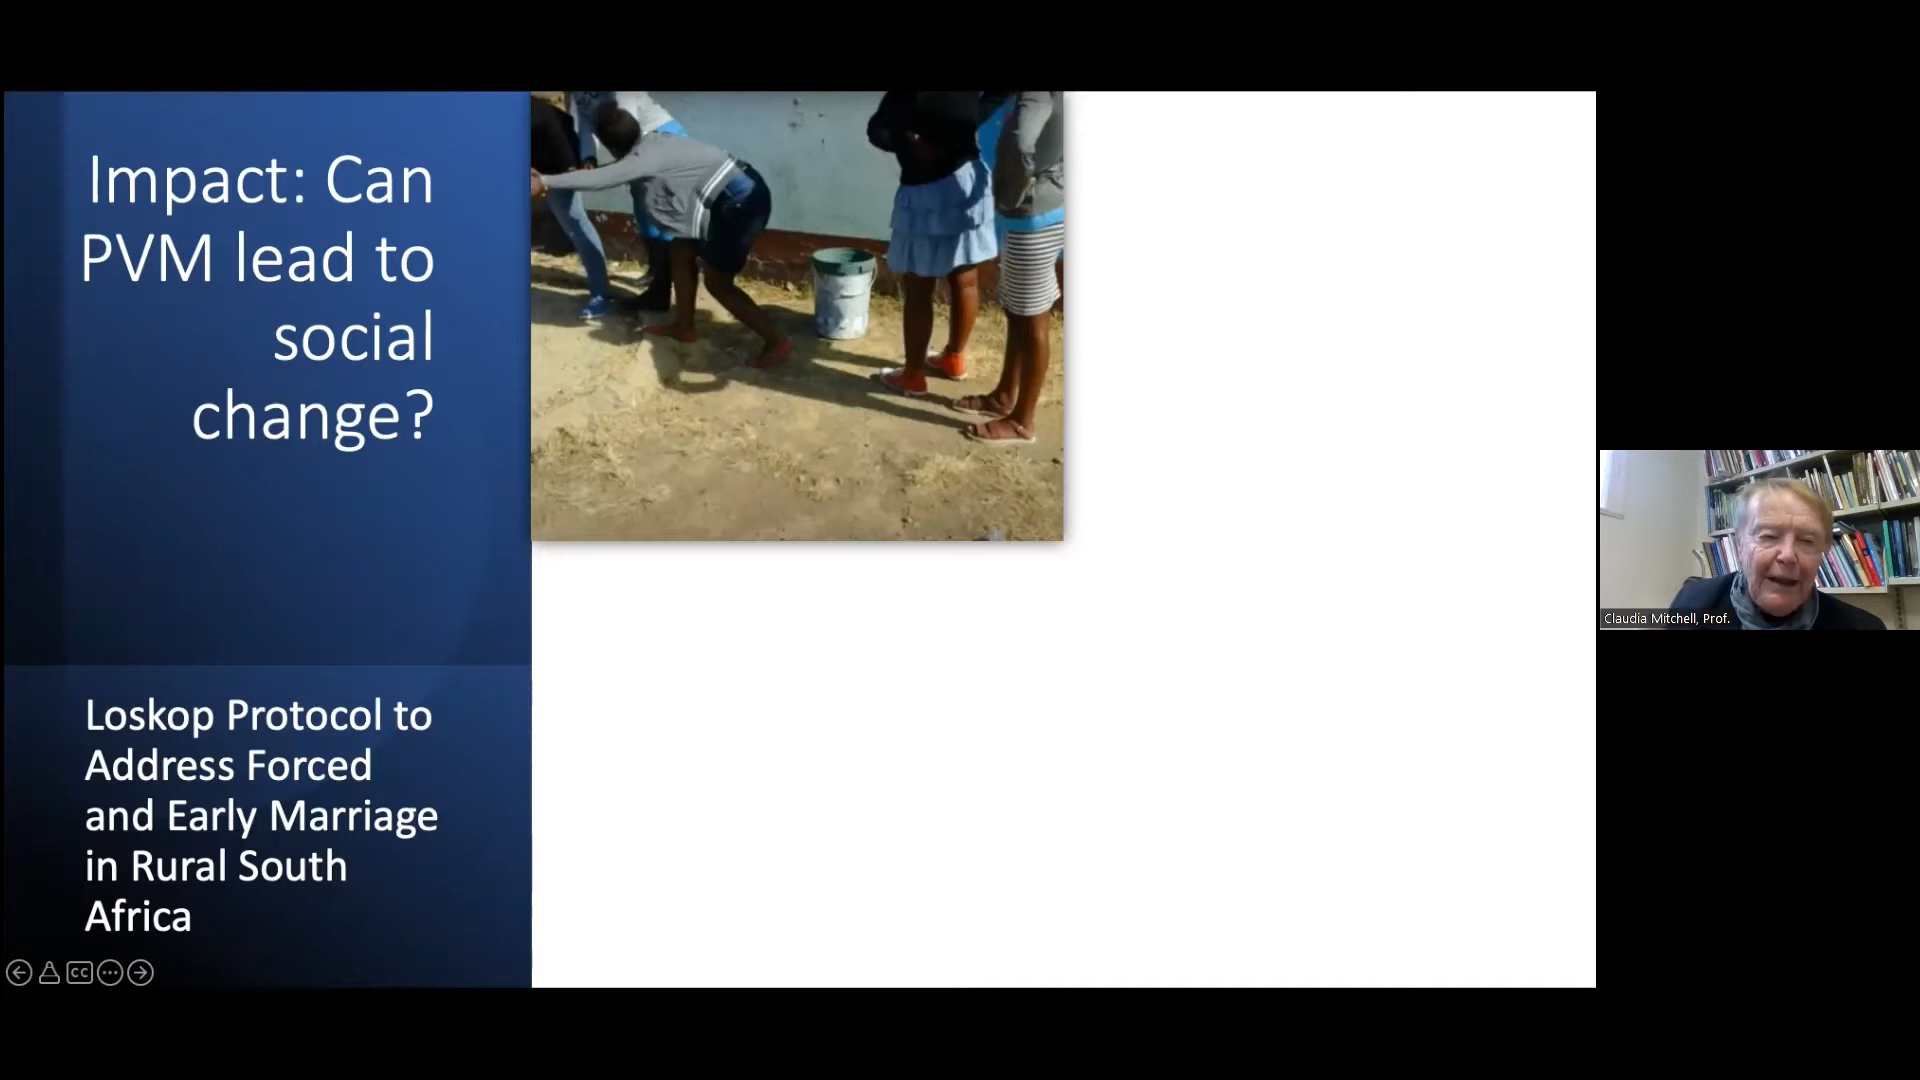 Impact: Can
PVM lead to
social
change?
Loskop Protocol to
Address Forced
and Early Marriage
in Rural South
Africa
CC
Claudia Mitchell, Prof.